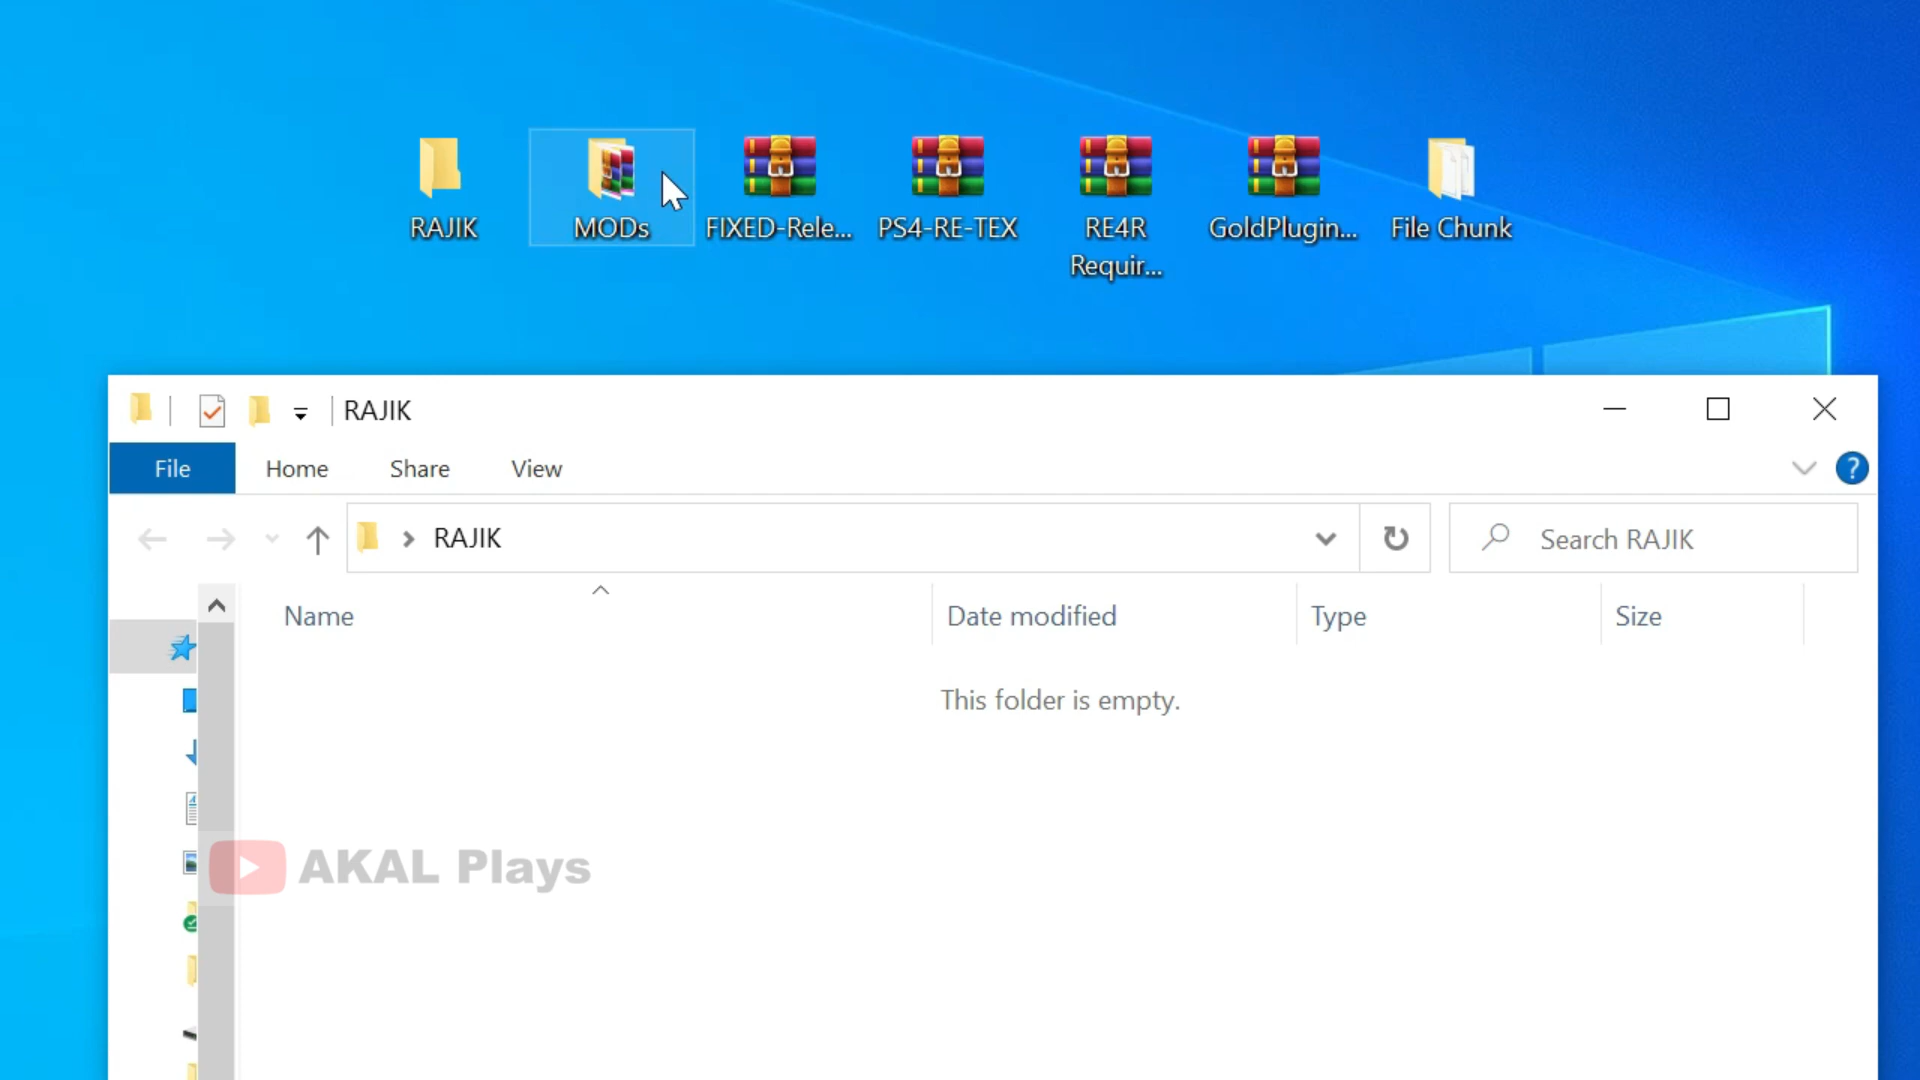 RAJIK
MODs
FIXED-Rele...
PS4-RE-TEX
RE4R
Requir...
GoldPlugin...
File Chunk
RAJIK
File
Home
Share
View
?
RAJIK
Search RAJIK
Name
Date modified
Type
Size
This folder is empty.
AKAL Plays